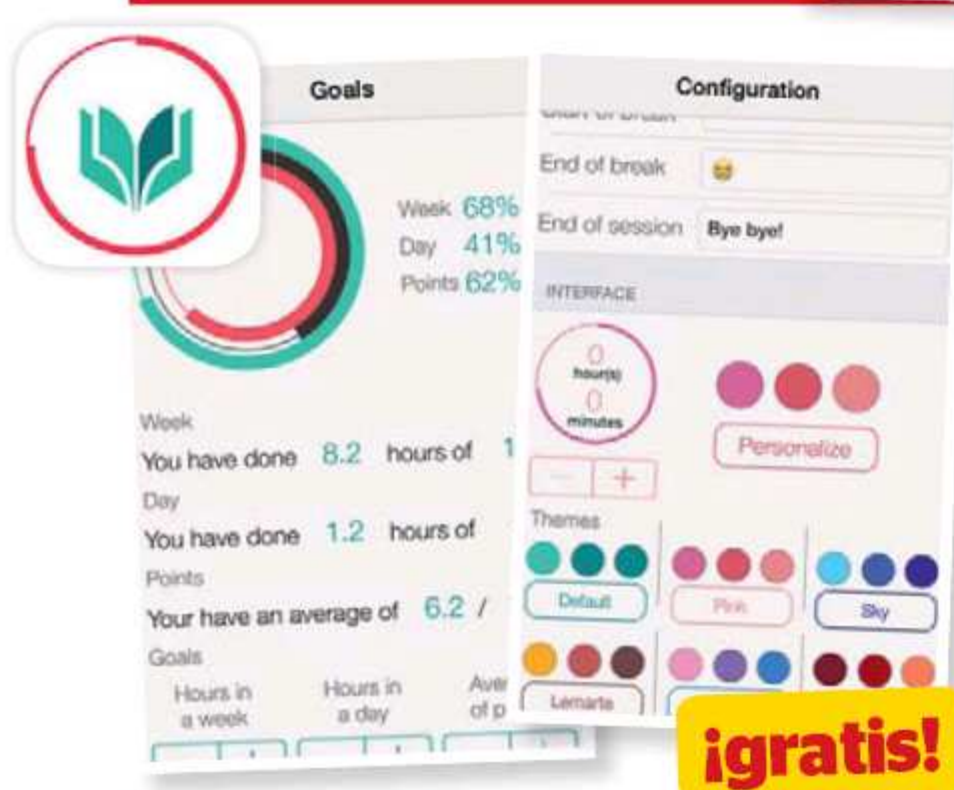 Goals
Week 68%
Day 41%
Points 62%
Week
You have done 8.2 hours of 1
Day
You have done 1.2 hours of
Points
Your have an average of 6.2 /
Goals
Hours in
a week
Hours in
a day
Configuration
End of break
End of session Bye bye!
INTERFACE
0
hour(s)
0
minutes
Personalize
− +
Themes
Default Pink Sky
Lemarte
¡gratis!